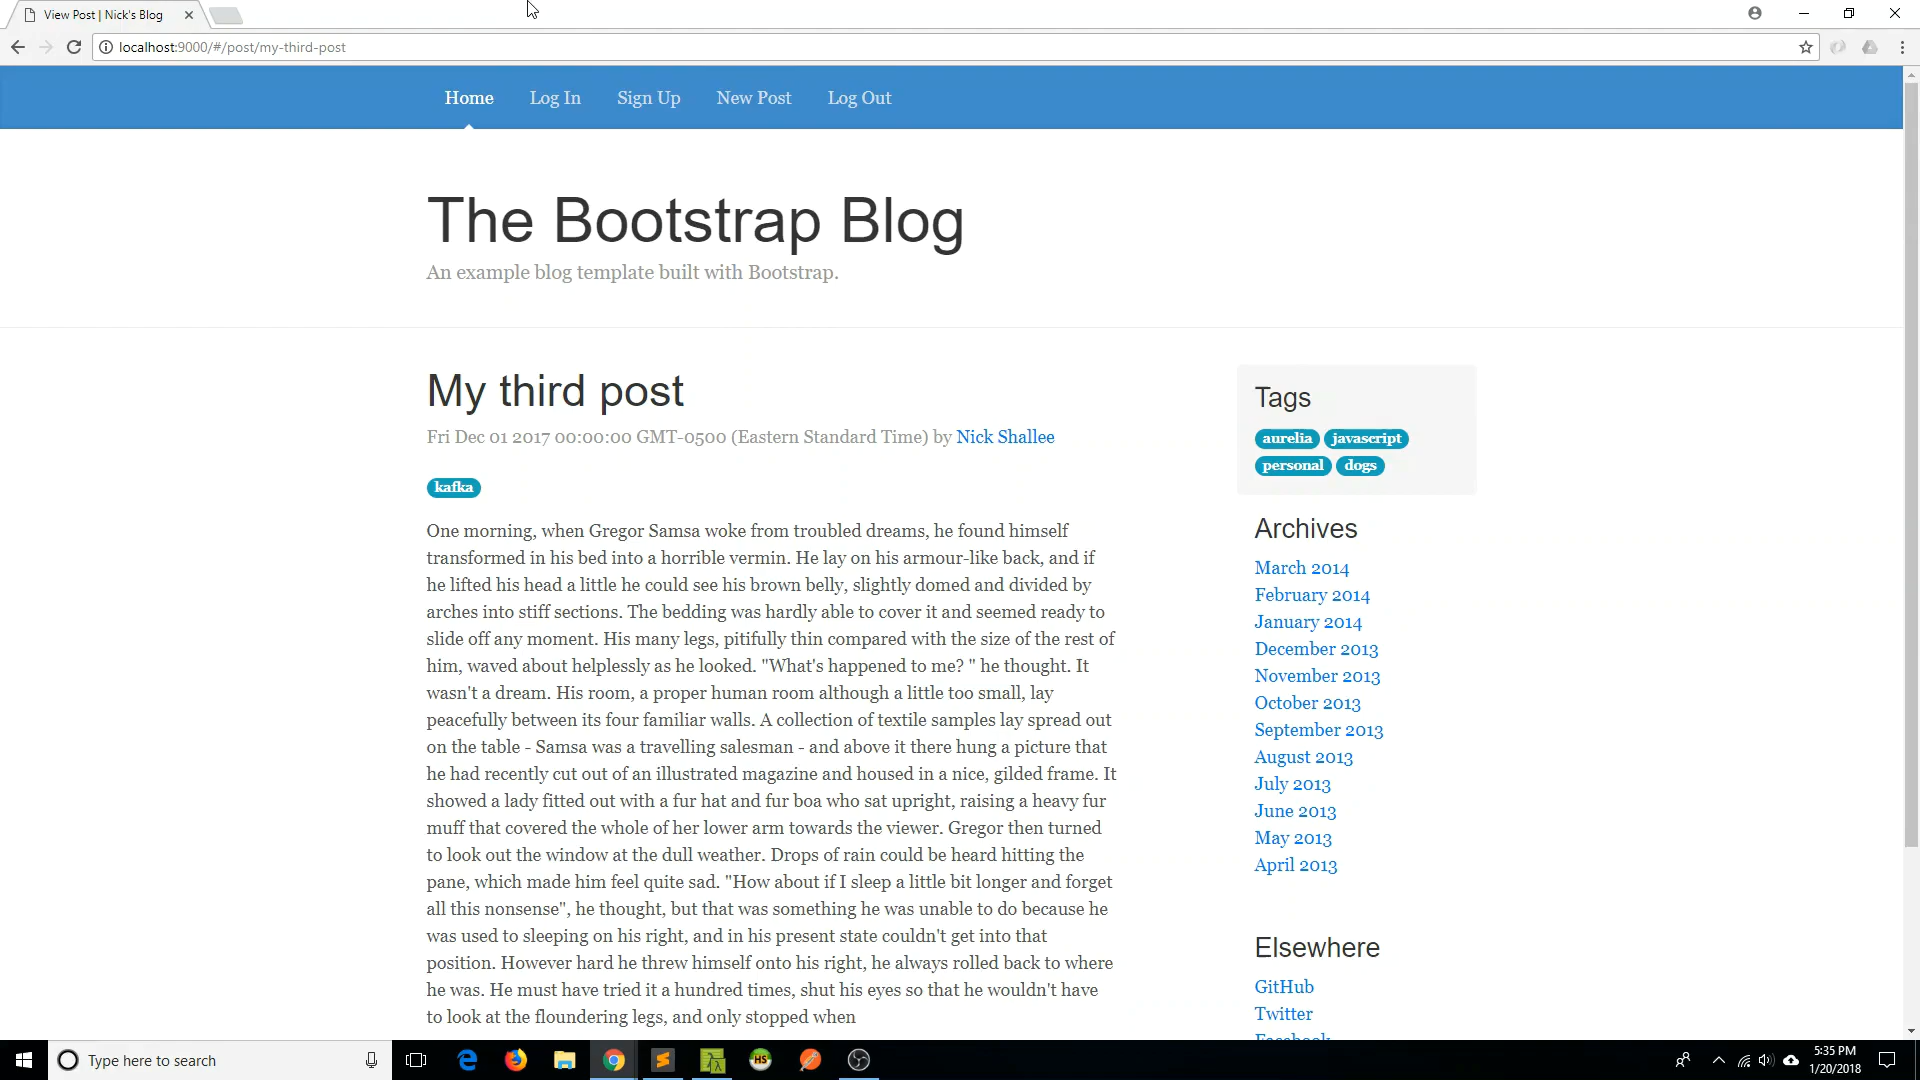 View Post | Nick's Blog
localhost:9000/#/post/my-third-post
Home Log In Sign Up New Post Log Out
The Bootstrap Blog
An example blog template built with Bootstrap.
My third post
Fri Dec 01 2017 00:00:00 GMT-0500 (Eastern Standard Time) by Nick Shallee
kafka
One morning, when Gregor Samsa woke from troubled dreams, he found himself
transformed in his bed into a horrible vermin. He lay on his armour-like back, and if
he lifted his head a little he could see his brown belly, slightly domed and divided by
arches into stiff sections. The bedding was hardly able to cover it and seemed ready to
slide off any moment. His many legs, pitifully thin compared with the size of the rest of
him, waved about helplessly as he looked. "What's happened to me? " he thought. It
wasn't a dream. His room, a proper human room although a little too small, lay
peacefully between its four familiar walls. A collection of textile samples lay spread out
on the table - Samsa was a travelling salesman - and above it there hung a picture that
he had recently cut out of an illustrated magazine and housed in a nice, gilded frame. It
showed a lady fitted out with a fur hat and fur boa who sat upright, raising a heavy fur
muff that covered the whole of her lower arm towards the viewer. Gregor then turned
to look out the window at the dull weather. Drops of rain could be heard hitting the
pane, which made him feel quite sad. "How about if I sleep a little bit longer and forget
all this nonsense", he thought, but that was something he was unable to do because he
was used to sleeping on his right, and in his present state couldn't get into that
position. However hard he threw himself onto his right, he always rolled back to where
he was. He must have tried it a hundred times, shut his eyes so that he wouldn't have
to look at the floundering legs, and only stopped when
Tags
aurelia javascript
personal dogs
Archives
March 2014
February 2014
January 2014
December 2013
November 2013
October 2013
September 2013
August 2013
July 2013
June 2013
May 2013
April 2013
Elsewhere
GitHub
Twitter
Facebook
Type here to search
HS
5:35 PM
1/20/2018